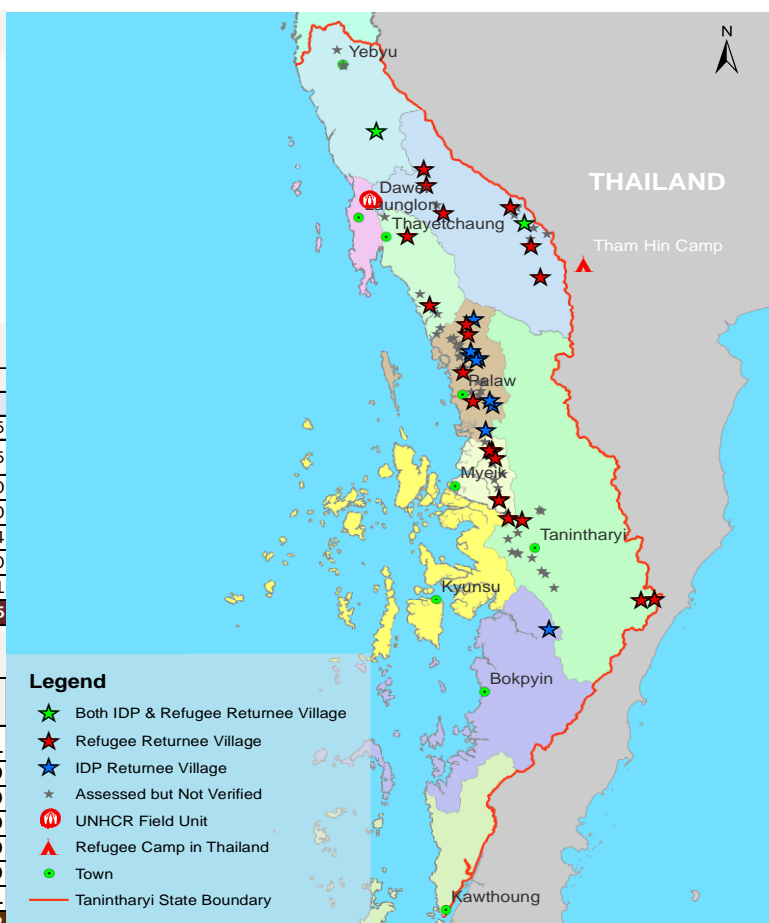 N
Yebyu
THAILAND
Dawei
Launglon
Thayetchaung
Tham Hin Camp
Palaw
Myeik
Tanintharyi
Kyunsu
Bokpyin
Kawthoung
Legend
Both IDP & Refugee Returnee Village
Refugee Returnee Village
IDP Returnee Village
Assessed but Not Verified
UNHCR Field Unit
Refugee Camp in Thailand
Town
Tanintharyi State Boundary